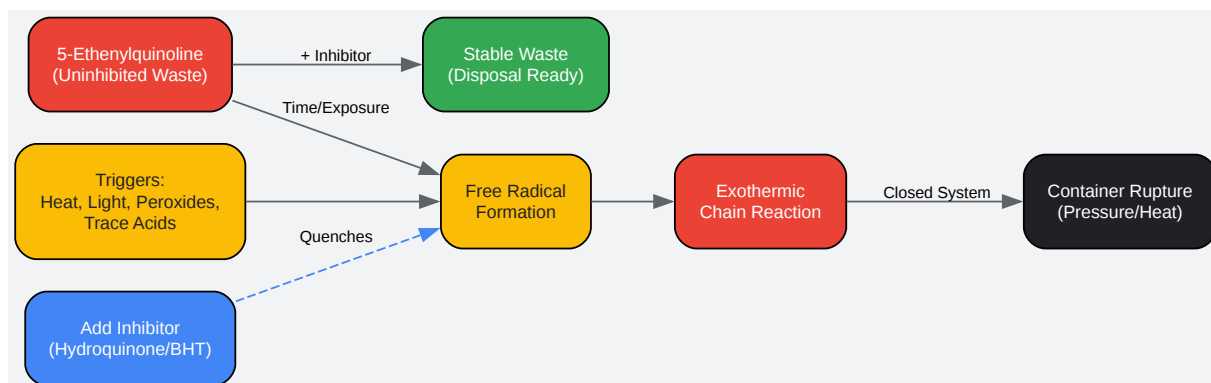 5-Ethenylquinoline
(Uninhibited Waste)
+ Inhibitor
Stable Waste
(Disposal Ready)
Time/Exposure
Triggers:
Heat, Light, Peroxides,
Trace Acids
Free Radical
Formation
Exothermic
Chain Reaction
Closed System
Container Rupture
(Pressure/Heat)
Quenches
Add Inhibitor
(Hydroquinone/BHT)